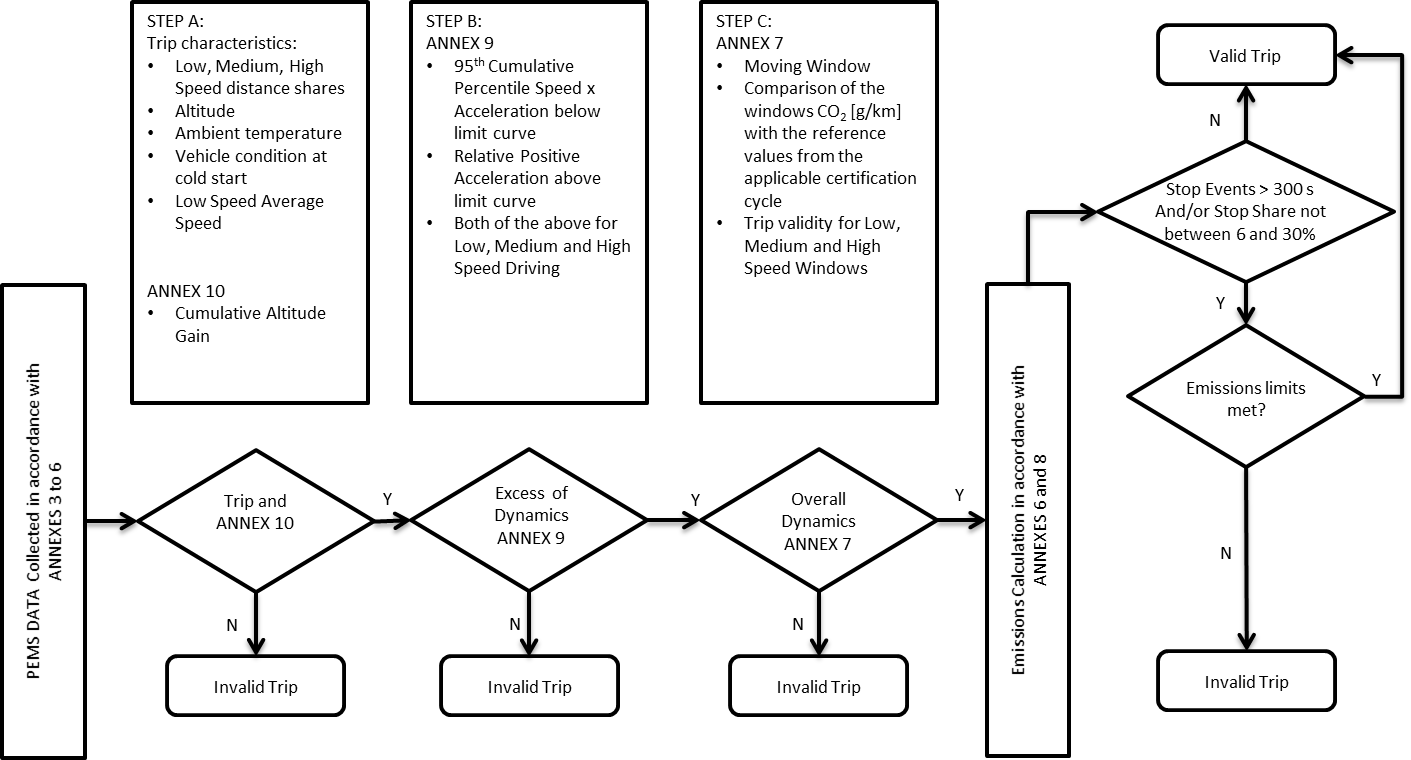 STEP A:
Trip characteristics:
• Low, Medium, High
Speed distance shares
• Altitude
• Ambient temperature
• Vehicle condition at
cold start
• Low Speed Average
Speed
ANNEX 10
• Cumulative Altitude
Gain
STEP B:
ANNEX 9
• 95th Cumulative
Percentile Speed x
Acceleration below
limit curve
• Relative Positive
Acceleration above
limit curve
• Both of the above for
Low, Medium and High
Speed Driving
STEP C:
ANNEX 7
• Moving Window
• Comparison of the
windows CO2 [g/km]
with the reference
values from the
applicable certification
cycle
• Trip validity for Low,
Medium and High
Speed Windows
PEMS DATA Collected in accordance with
ANNEXES 3 to 6
Trip and
ANNEX 10
Y
N
Invalid Trip
Excess of
Dynamics
ANNEX 9
Y
N
Invalid Trip
Overall
Dynamics
ANNEX 7
Y
N
Invalid Trip
Emissions Calculation in accordance with
ANNEXES 6 and 8
Valid Trip
N
Stop Events > 300 s
And/or Stop Share not
between 6 and 30%
Y
Emissions limits
met?
Y
N
Invalid Trip